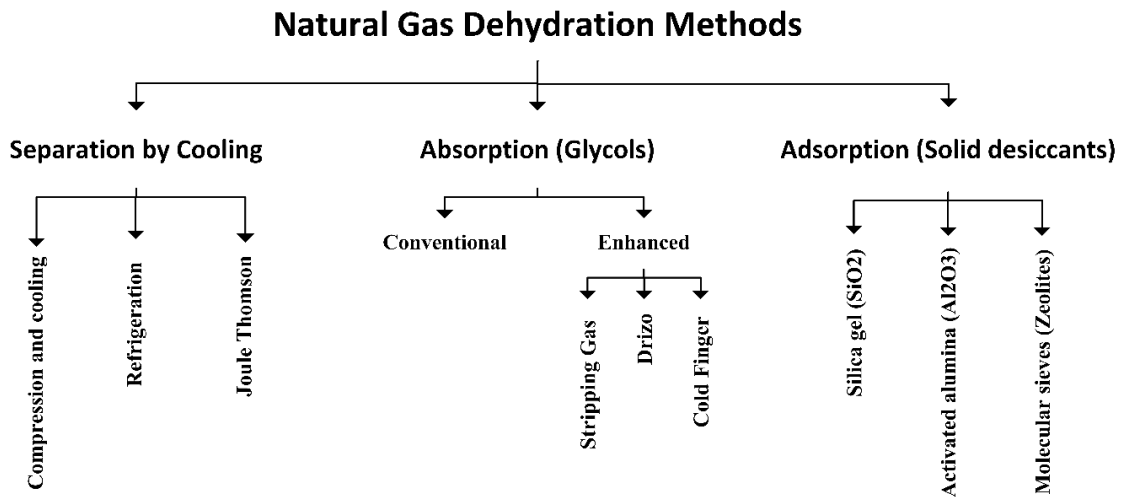 Natural Gas Dehydration Methods
Separation by Cooling
Absorption (Glycols)
Adsorption (Solid desiccants)
Conventional
Enhanced
Compression and cooling
Refrigeration
Joule Thomson
Stripping Gas
Drizo
Cold Finger
Silica gel (SiO2)
Activated alumina (Al2O3)
Molecular sieves (Zeolites)